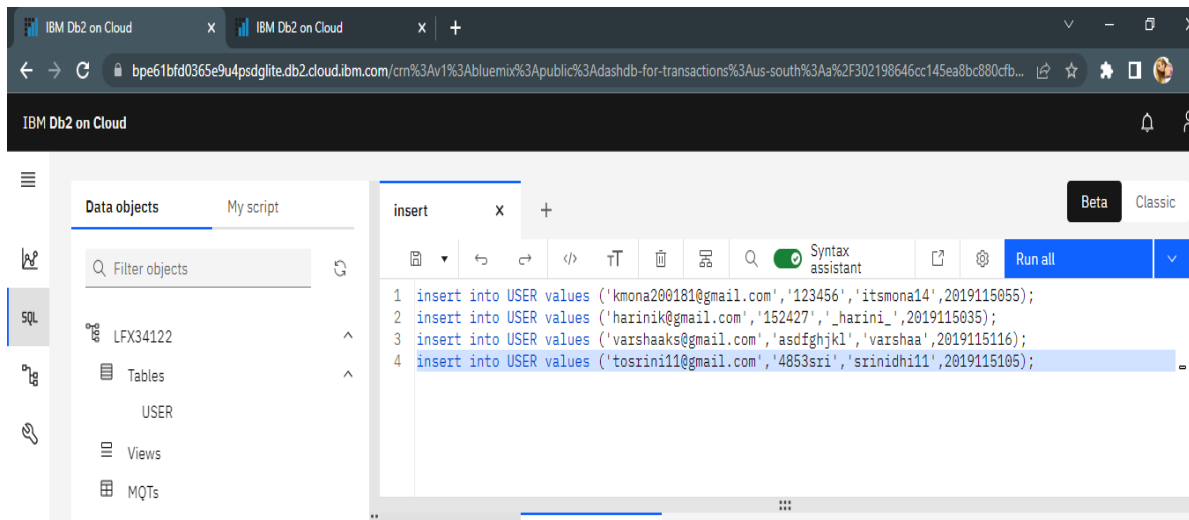 IBM Db2 on Cloud
IBM Db2 on Cloud
bpe61bfd0365e9u4psdglite.db2.cloud.ibm.com/crn%3Av1%3Abluemix%3Apublic%3Adashdb-for-transactions%3Aus-south%3Aa%2F302198646cc145ea8bc880cfb...
IBM Db2 on Cloud
Data objects My script
insert
Beta Classic
Filter objects
Syntax assistant
Run all
SQL
LFX34122
Tables
USER
Views
MQTs
1 insert into USER values ('kmona200181@gmail.com','123456','itsmona14',2019115055);
2 insert into USER values ('harinik@gmail.com','152427','_harini_',2019115035);
3 insert into USER values ('varshaaks@gmail.com','asdfghjkl','varshaa',2019115116);
4 insert into USER values ('tosrini11@gmail.com','4853sri','srinidhi11',2019115105);